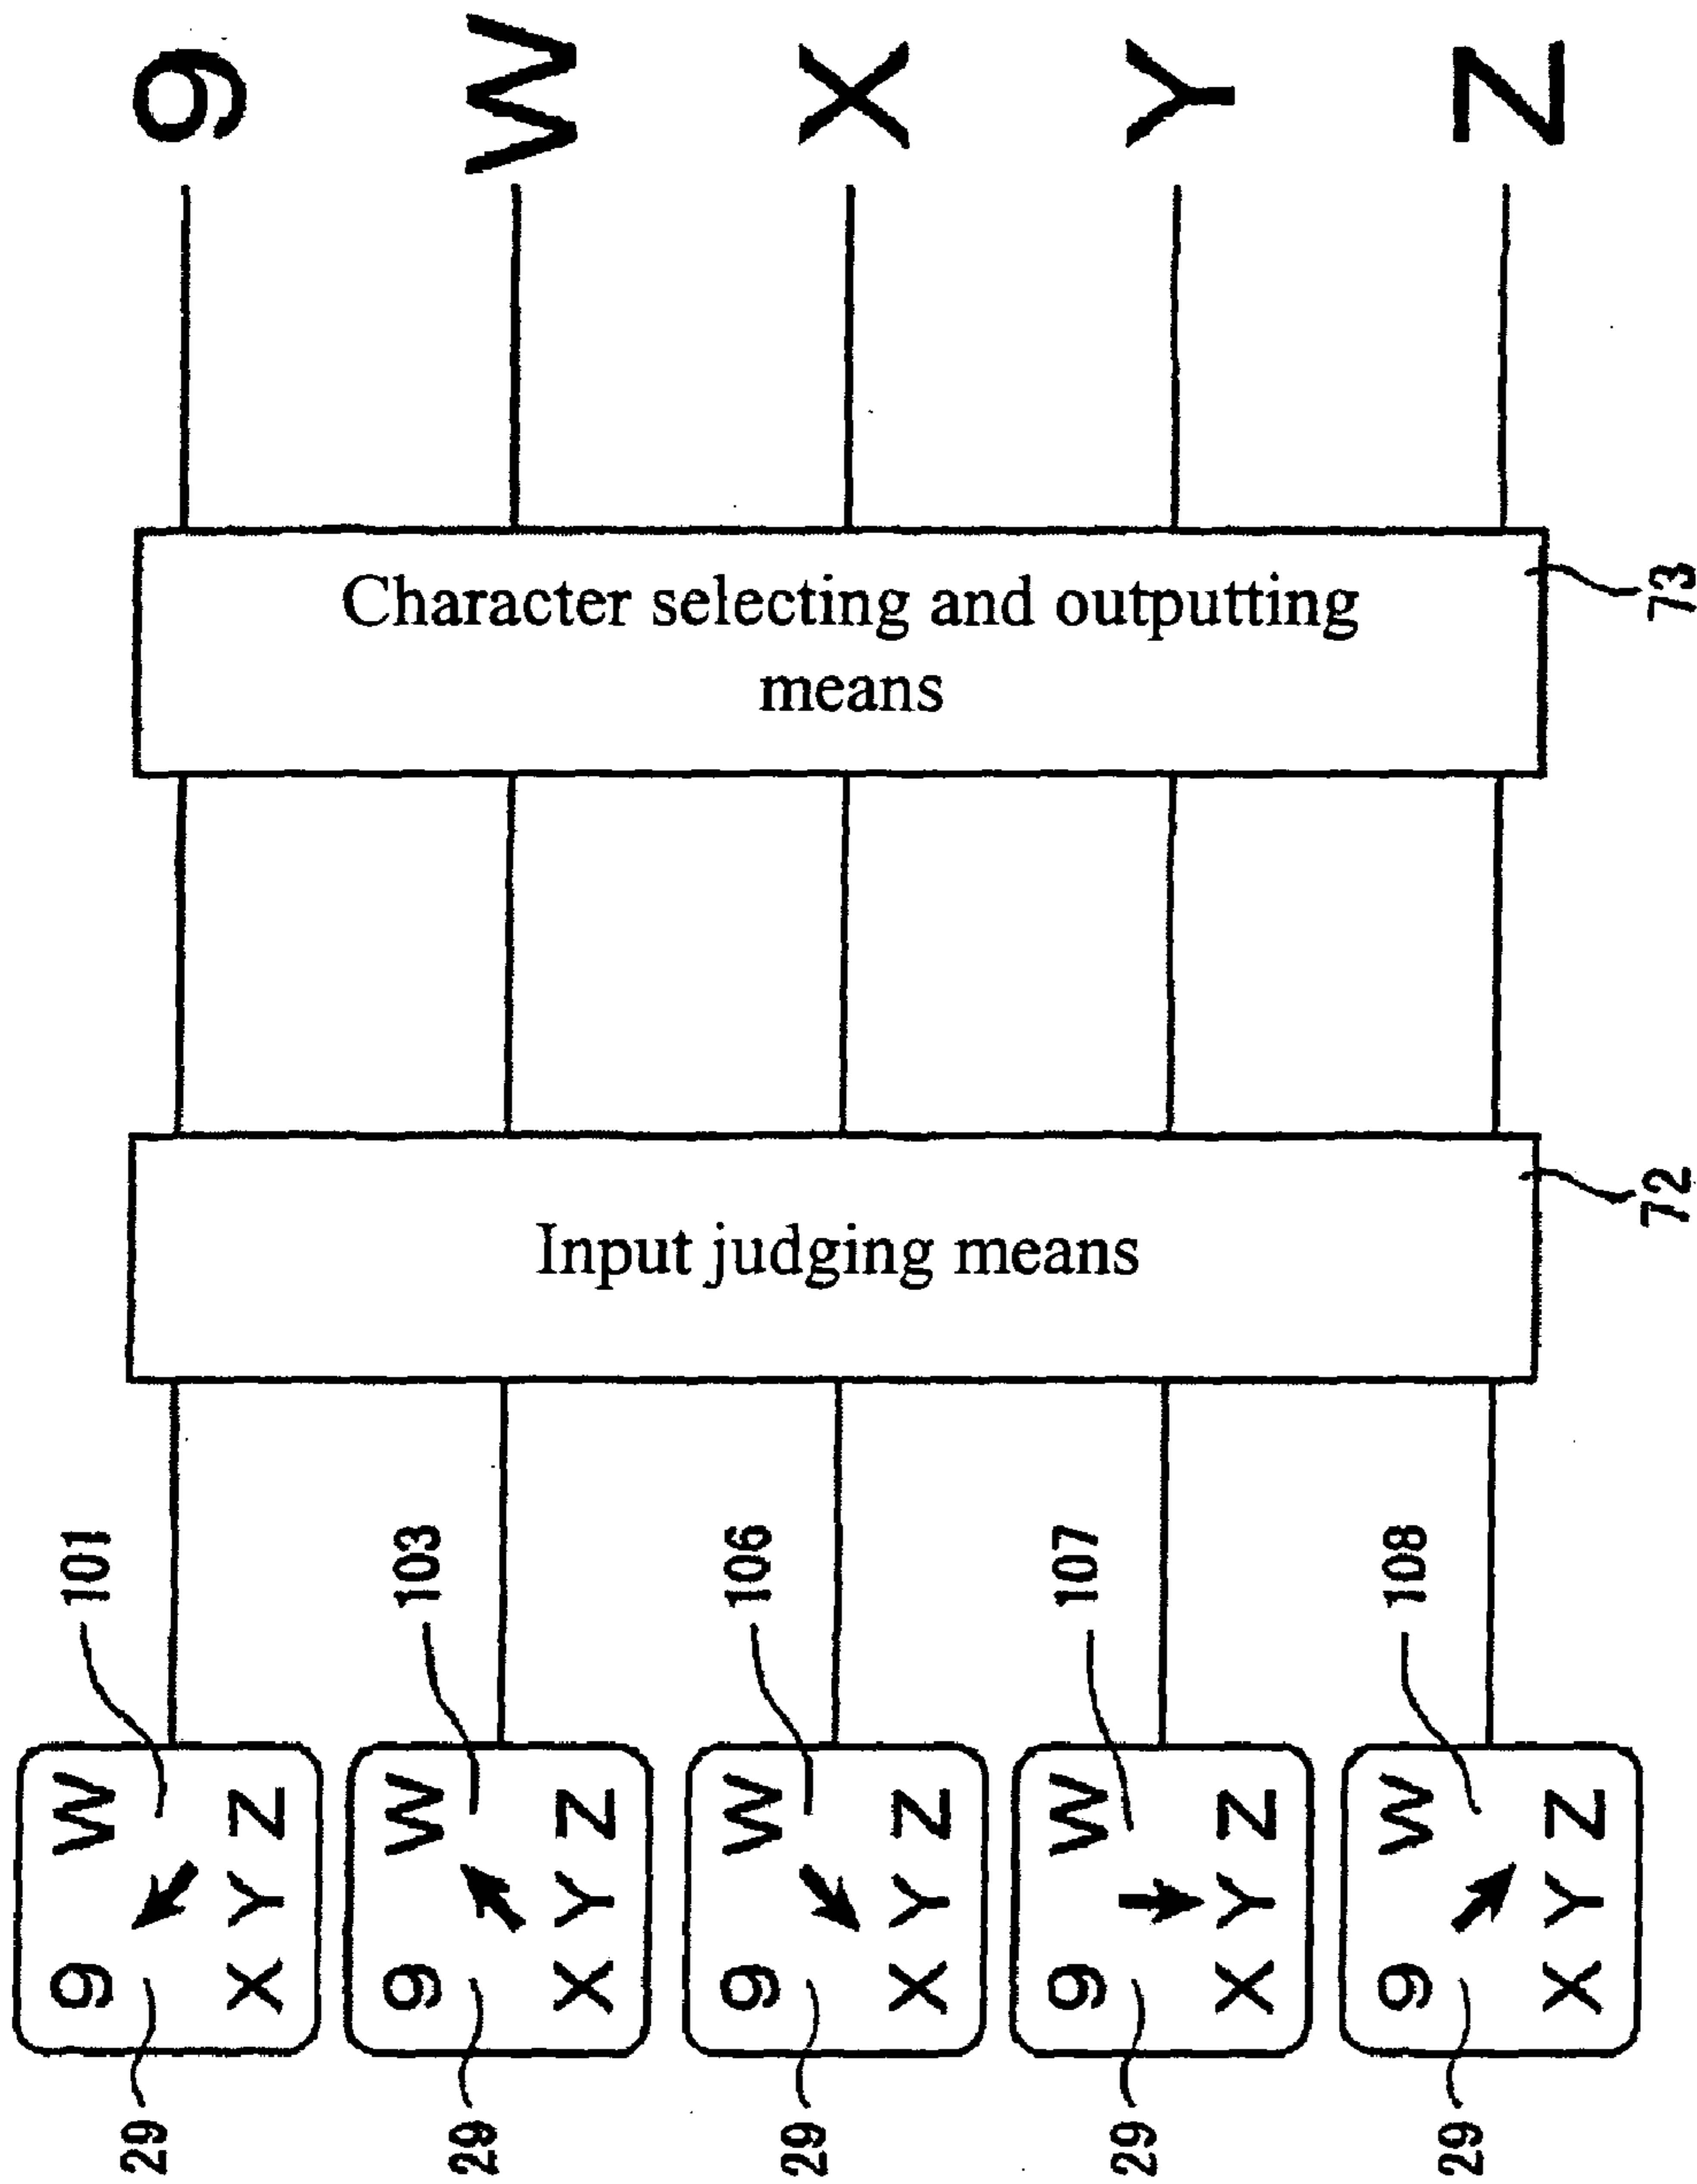 9
W
X
Y
Z
Character selecting and outputting
means
73
Input judging means
72
101
103
106
107
108
9 W
X Y Z
9 W
X Y Z
9 W
X Y Z
9 W
X Y Z
9 W
X Y Z
29
29
29
29
29